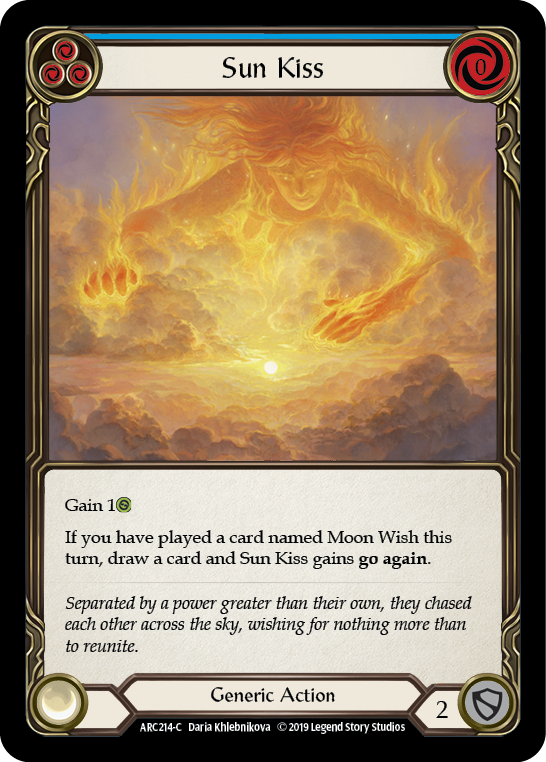 Sun Kiss
0
Gain 1
If you have played a card named Moon Wish this
turn, draw a card and Sun Kiss gains go again.
Separated by a power greater than their own, they chased
each other across the sky, wishing for nothing more than
to reunite.
Generic Action
2
ARC214-C Daria Khlebnikova © 2019 Legend Story Studios